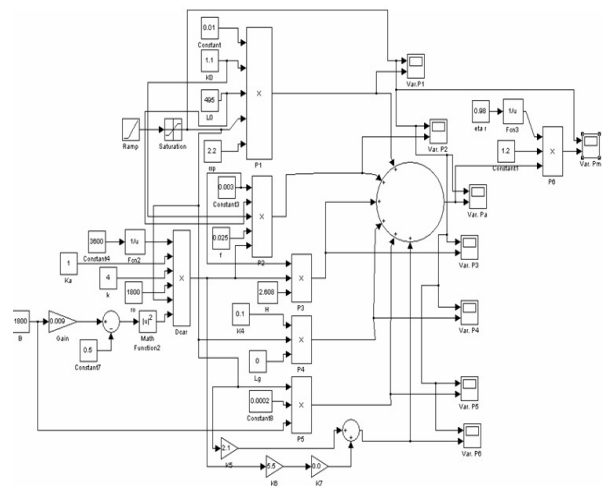 0.01
Constant
1.1
K0
495
L0
Ramp
Saturation
2.2
X
P1
Var.P1
Var. P2
0.98
eta r
1/u
Fcn3
1.2
Constant1
X
P6
Var. Pm
0.003
Constant3
0.025
f
X
P2
Var. Pa
3600
Constant4
1/u
Fcn2
1
Ka
4
k
1800
X
Dcar
2.608
H
X
P3
Var. P3
1800
B
0.009
Gain
0.5
Constant7
|u|²
Math
Function2
0.1
K4
0
Lg
X
P4
Var. P4
0.0002
Constant8
X
P5
Var. P5
2.1
K5
5.5
K6
0.0
K7
Var. P6